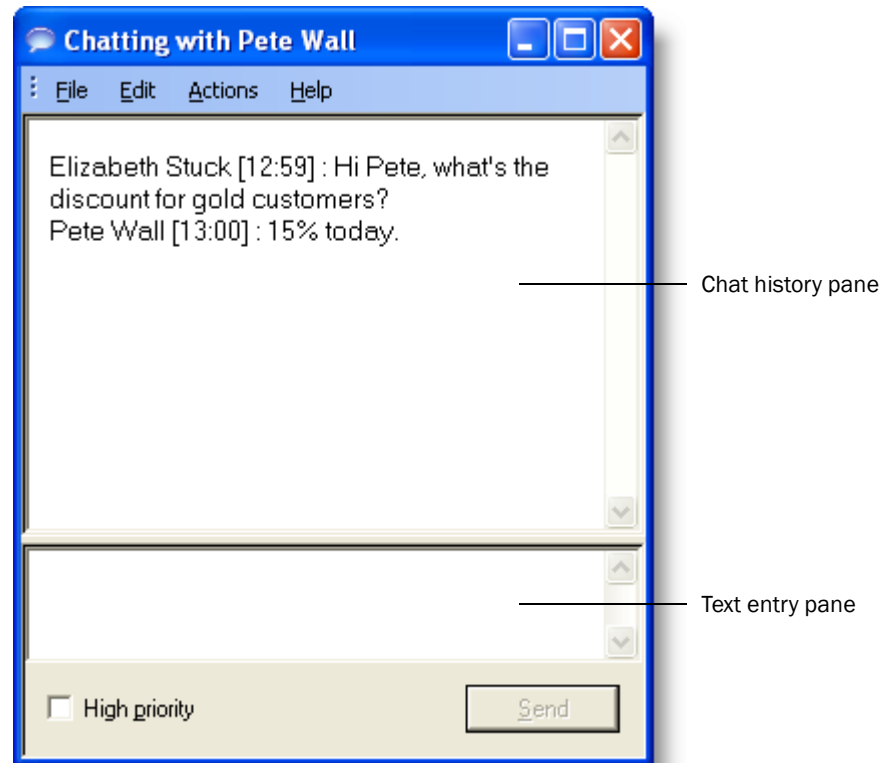 Chatting with Pete Wall
File Edit Actions Help
Elizabeth Stuck [12:59] : Hi Pete, what's the
discount for gold customers?
Pete Wall [13:00] : 15% today.
Chat history pane
Text entry pane
High priority
Send